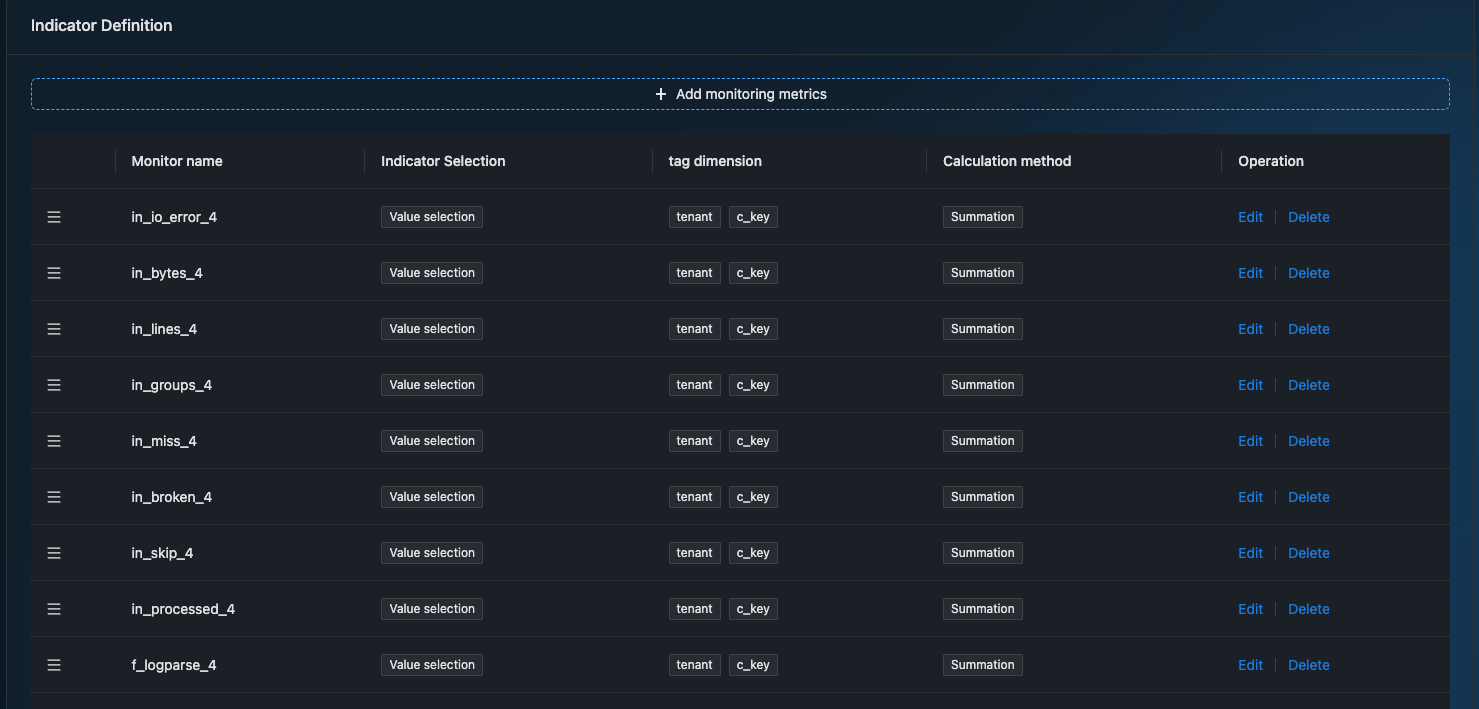 Indicator Definition
+ Add monitoring metrics
Monitor name Indicator Selection tag dimension Calculation method Operation
in_io_error_4 Value selection tenant c_key Summation Edit | Delete
in_bytes_4 Value selection tenant c_key Summation Edit | Delete
in_lines_4 Value selection tenant c_key Summation Edit | Delete
in_groups_4 Value selection tenant c_key Summation Edit | Delete
in_miss_4 Value selection tenant c_key Summation Edit | Delete
in_broken_4 Value selection tenant c_key Summation Edit | Delete
in_skip_4 Value selection tenant c_key Summation Edit | Delete
in_processed_4 Value selection tenant c_key Summation Edit | Delete
f_logparse_4 Value selection tenant c_key Summation Edit | Delete